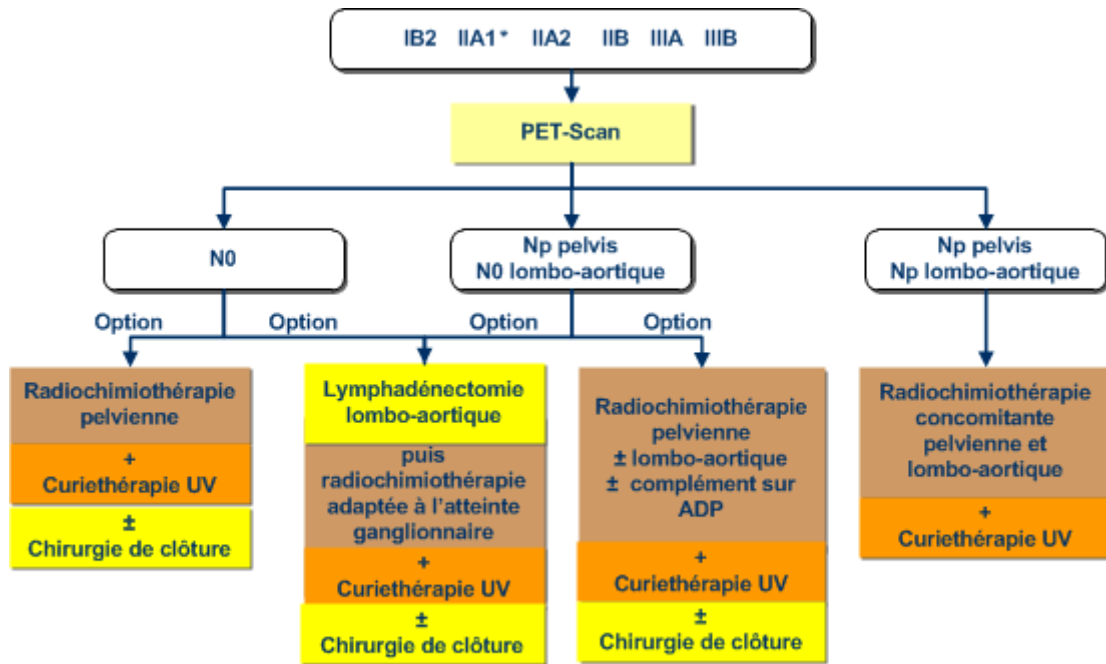 IB2 IIA1* IIA2 IIB IIIA IIIB
PET-Scan
N0
Np pelvis
N0 lombo-aortique
Np pelvis
Np lombo-aortique
Option
Option
Option
Option
Radiochimiothérapie
pelvienne
+
Curiethérapie UV
±
Chirurgie de clôture
Lymphadénectomie
lombo-aortique
puis
radiochimiothérapie
adaptée à l'atteinte
ganglionnaire
+
Curiethérapie UV
±
Chirurgie de clôture
Radiochimiothérapie
pelvienne
± lombo-aortique
± complément sur
ADP
+
Curiethérapie UV
±
Chirurgie de clôture
Radiochimiothérapie
concomitante
pelvienne et
lombo-aortique
+
Curiethérapie UV